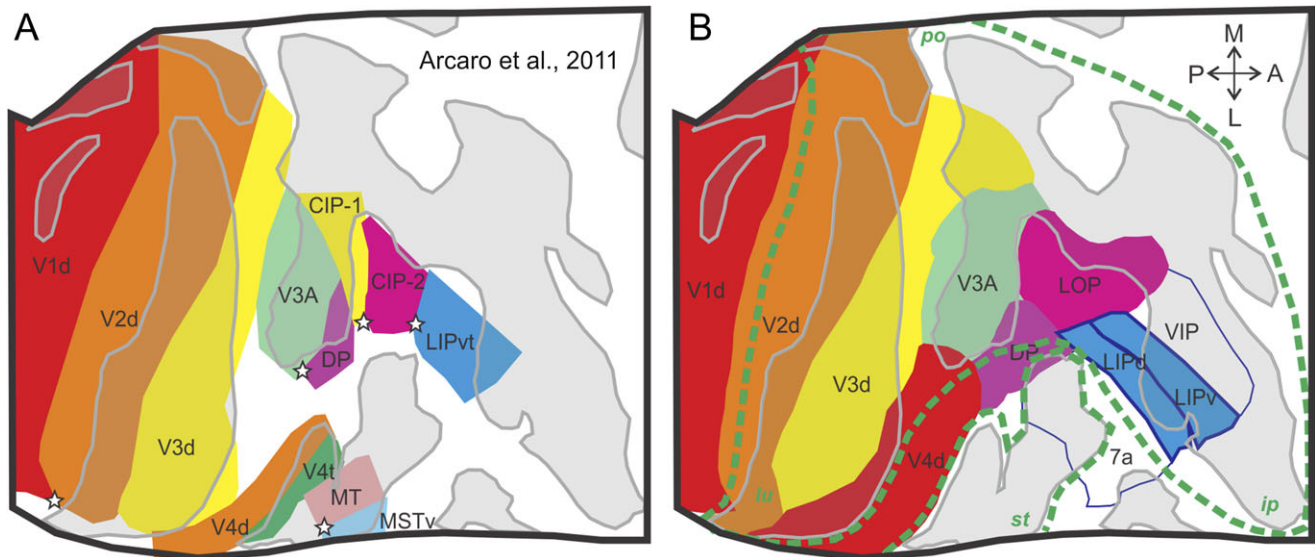 A
Arcaro et al., 2011
CIP-1
V1d
V3A
CIP-2
V2d
LIPvt
DP
V3d
V4t
MT
V4d
MSTv
B
po
M
P A
L
V1d
V3A
LOP
V2d
VIP
DP
LIPd
V3d
LIPv
V4d
7a
lu
st
ip